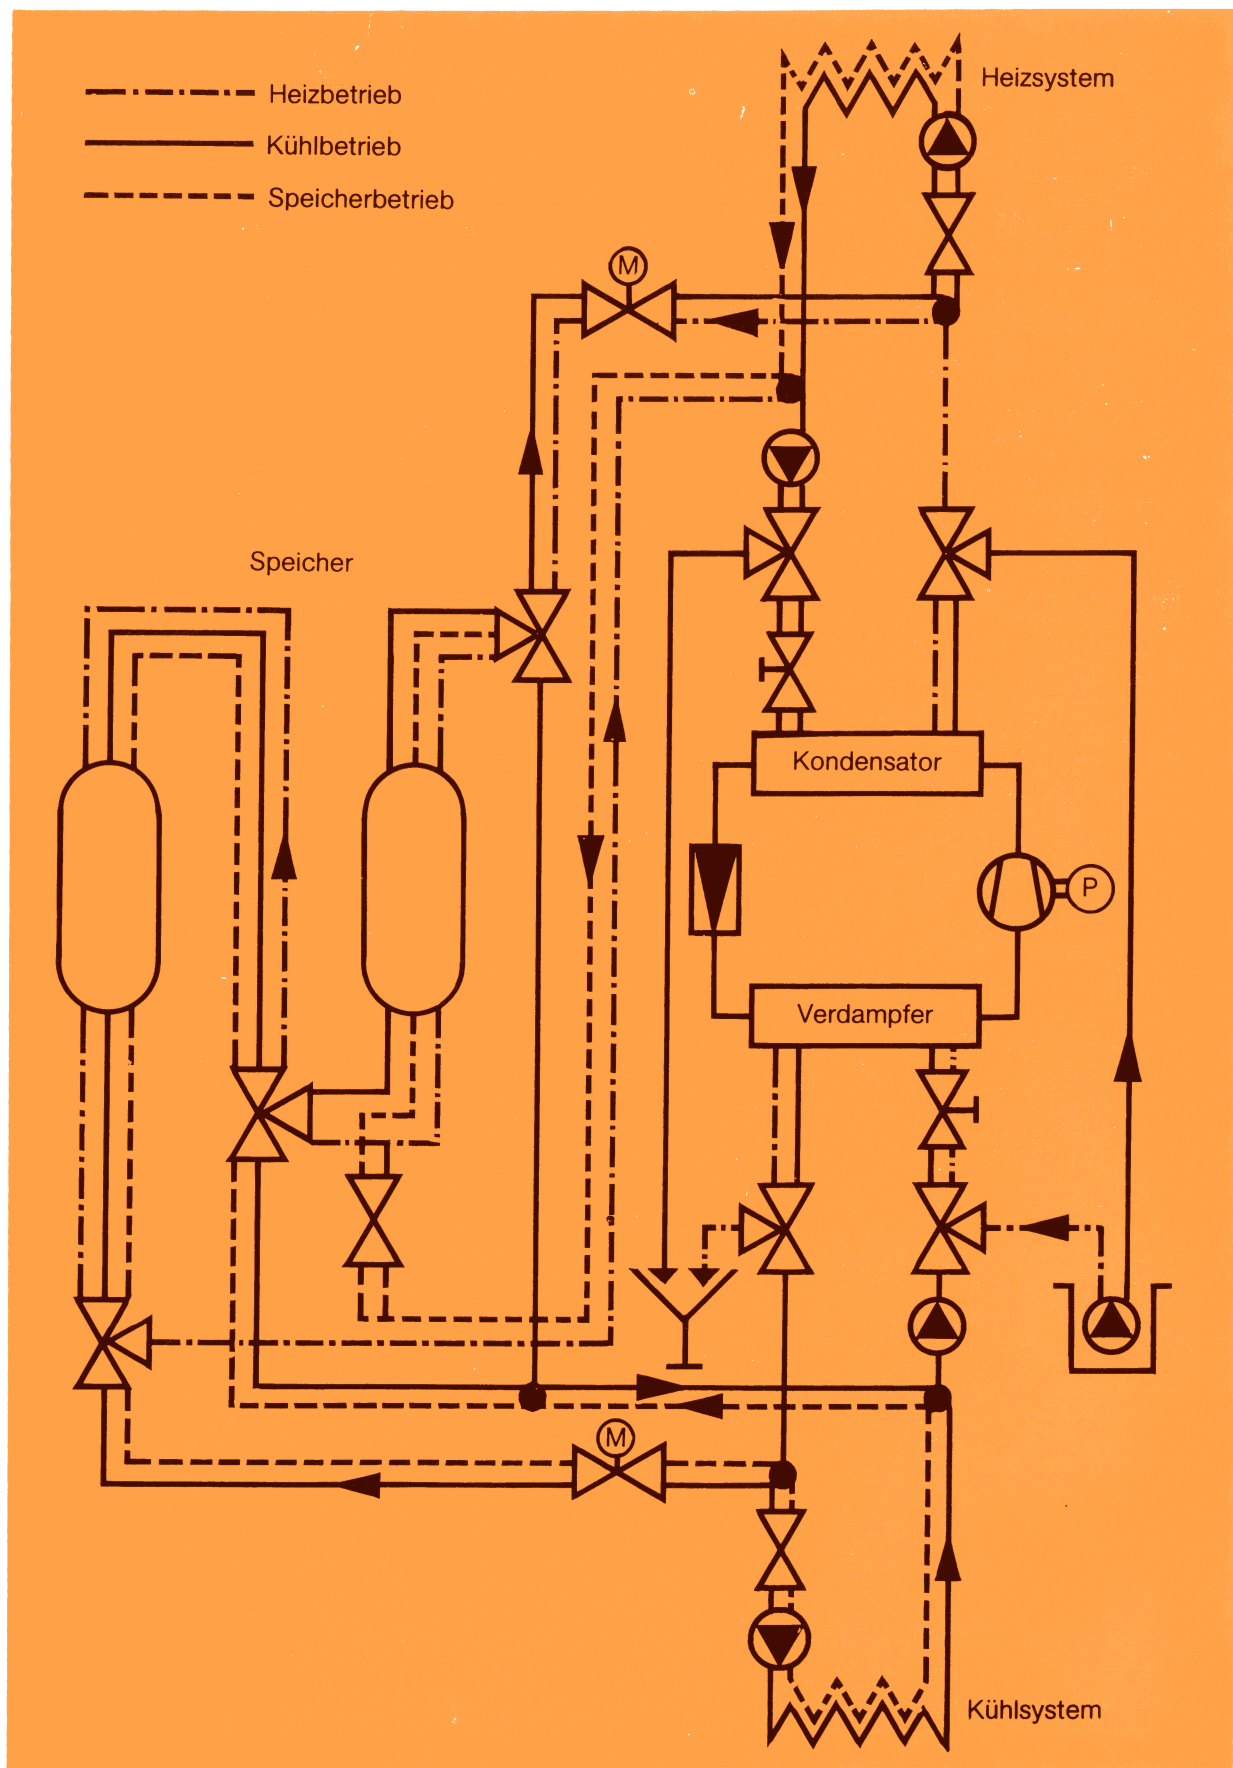 Heizsystem
Heizbetrieb
Kühlbetrieb
Speicherbetrieb
M
Speicher
Kondensator
P
Verdampfer
M
Kühlsystem